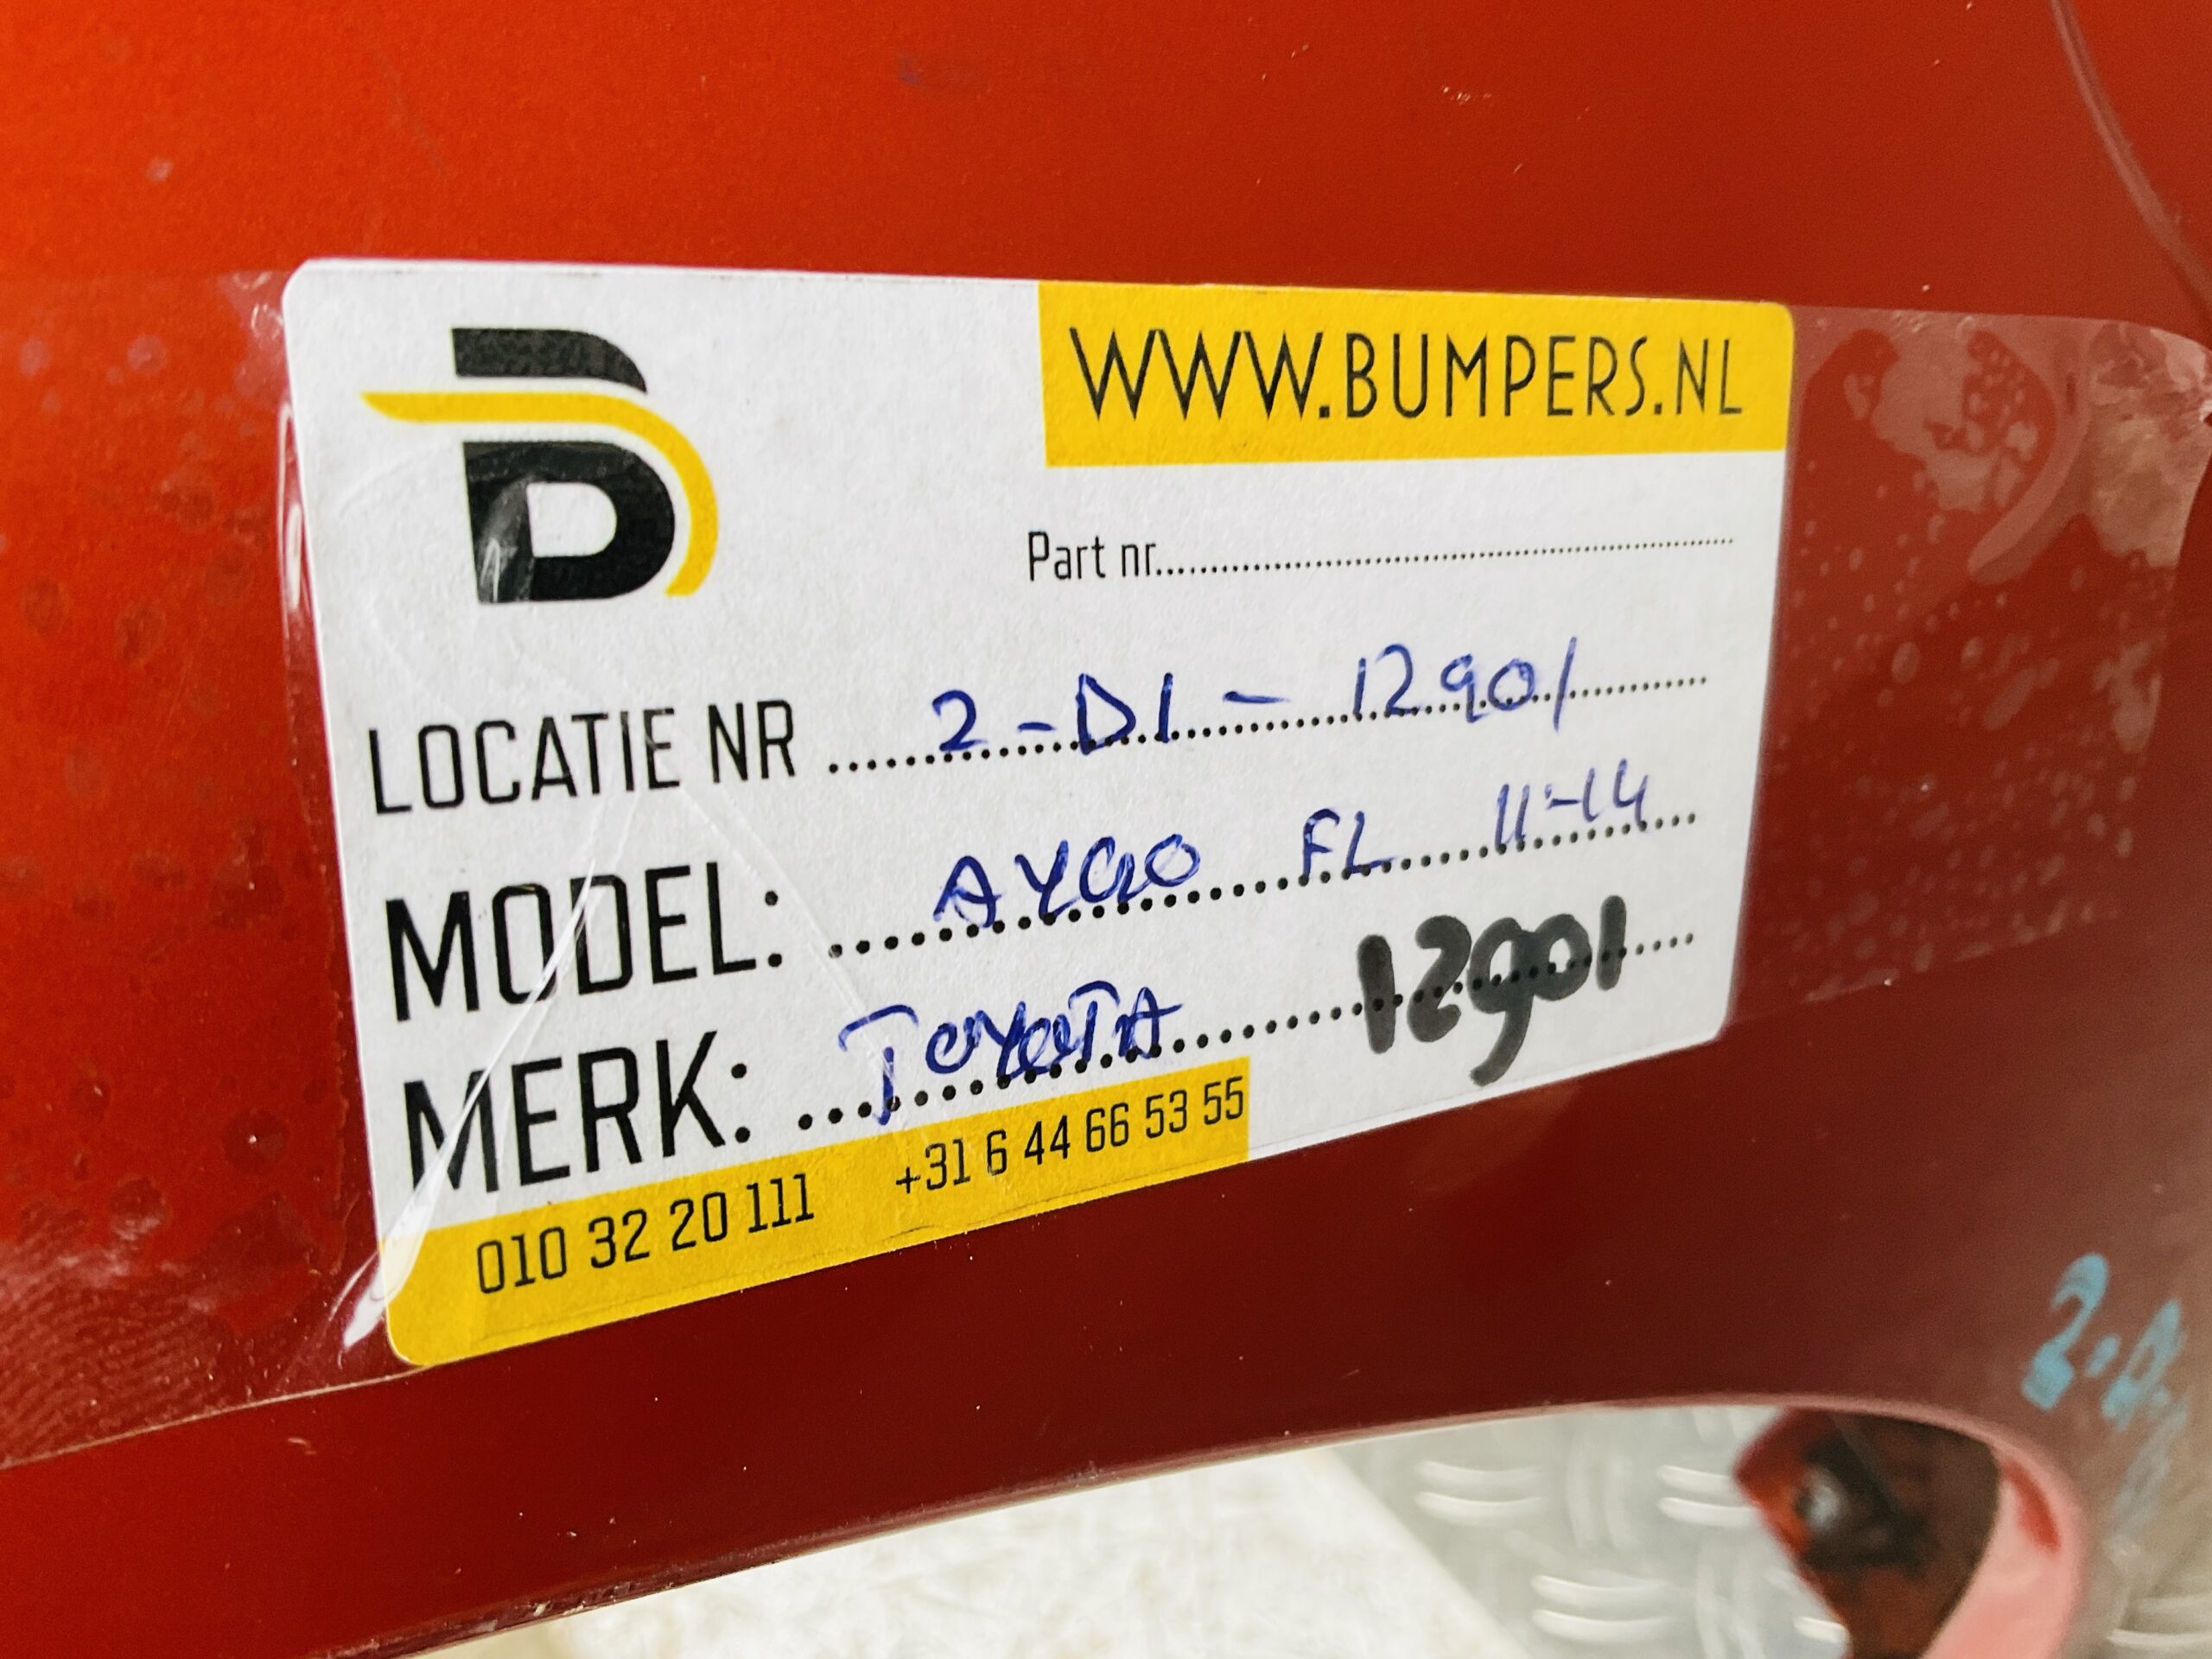 B
WWW.BUMPERS.NL
Part nr..............................
LOCATIE NR ..... 2-D1-12901
MODEL: ..... AYGO FL 11-14
MERK: ..... TOYOTA 12901
010 32 20 111 +31 6 44 66 53 55